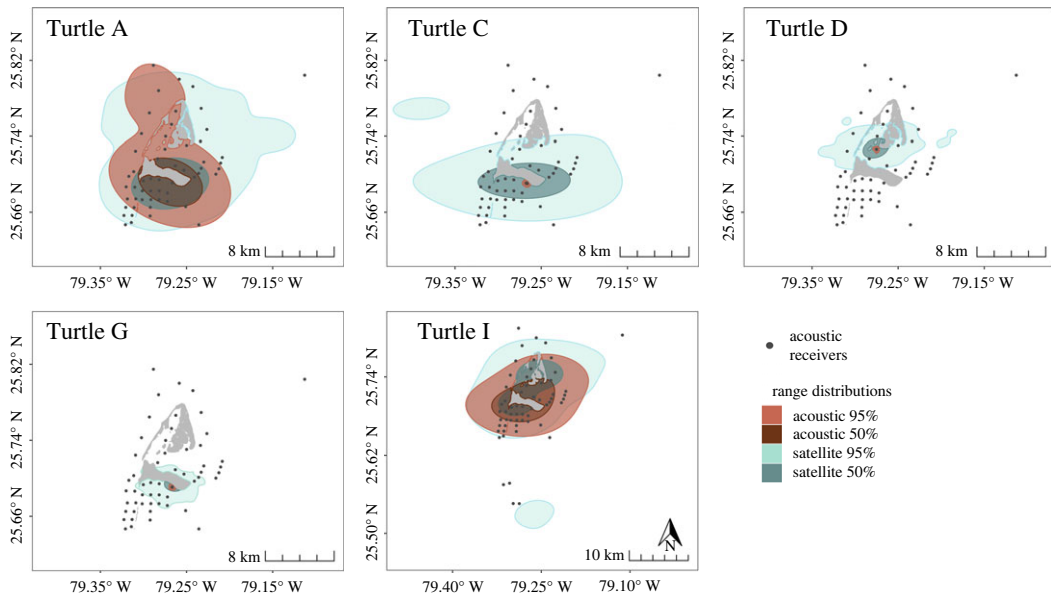 Turtle A
25.82° N
25.74° N
25.66° N
8 km
79.35° W
79.25° W
79.15° W
Turtle C
25.82° N
25.74° N
25.66° N
8 km
79.35° W
79.25° W
79.15° W
Turtle D
25.82° N
25.74° N
25.66° N
8 km
79.35° W
79.25° W
79.15° W
Turtle G
25.82° N
25.74° N
25.66° N
8 km
79.35° W
79.25° W
79.15° W
Turtle I
25.74° N
25.62° N
25.50° N
N
10 km
79.40° W
79.25° W
79.10° W
acoustic
receivers
range distributions
acoustic 95%
acoustic 50%
satellite 95%
satellite 50%